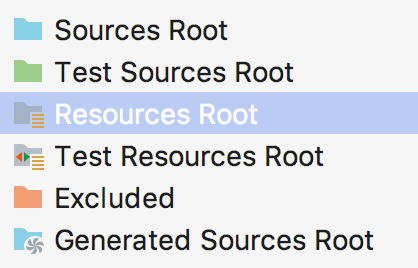 Sources Root
Test Sources Root
Resources Root
Test Resources Root
Excluded
Generated Sources Root